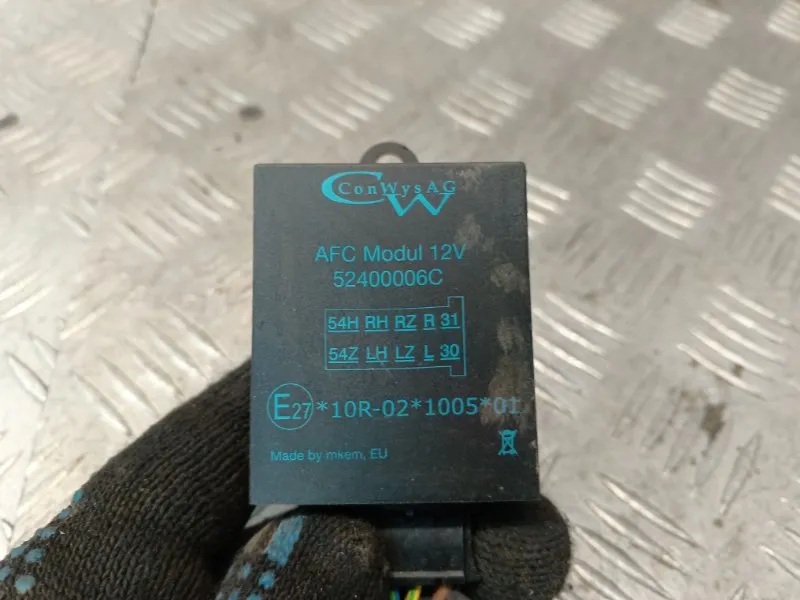 ConWysAG
CW
AFC Modul 12V
52400006C
54H RH RZ R 31
54Z LH LZ L 30
E27 *10R-02*1005*01
Made by mkem, EU